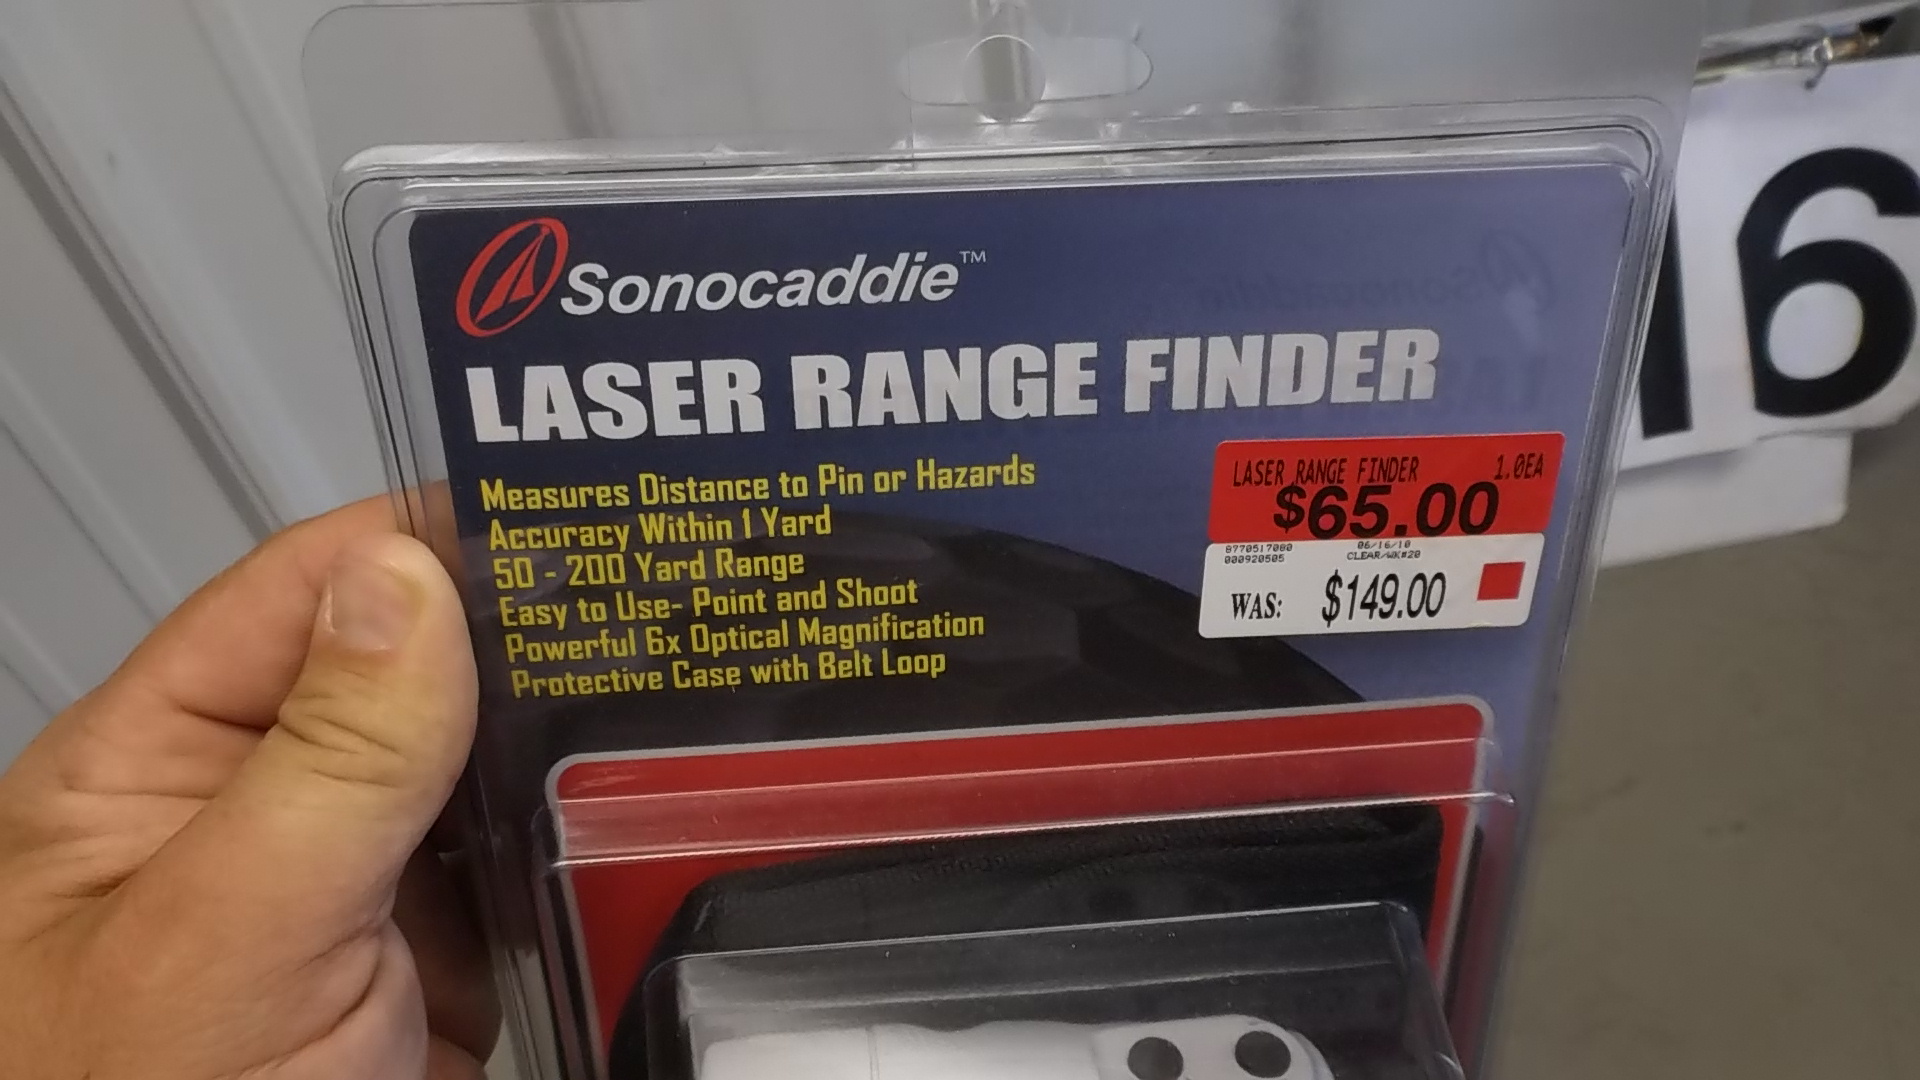 Sonocaddie™
LASER RANGE FINDER
Measures Distance to Pin or Hazards
Accuracy Within 1 Yard
50 - 200 Yard Range
Easy to Use- Point and Shoot
Powerful 6x Optical Magnification
Protective Case with Belt Loop
LASER RANGE FINDER 1.0EA
$65.00
8770517080 06/16/10
000920505 CLEAR/WK#20
WAS: $149.00
16